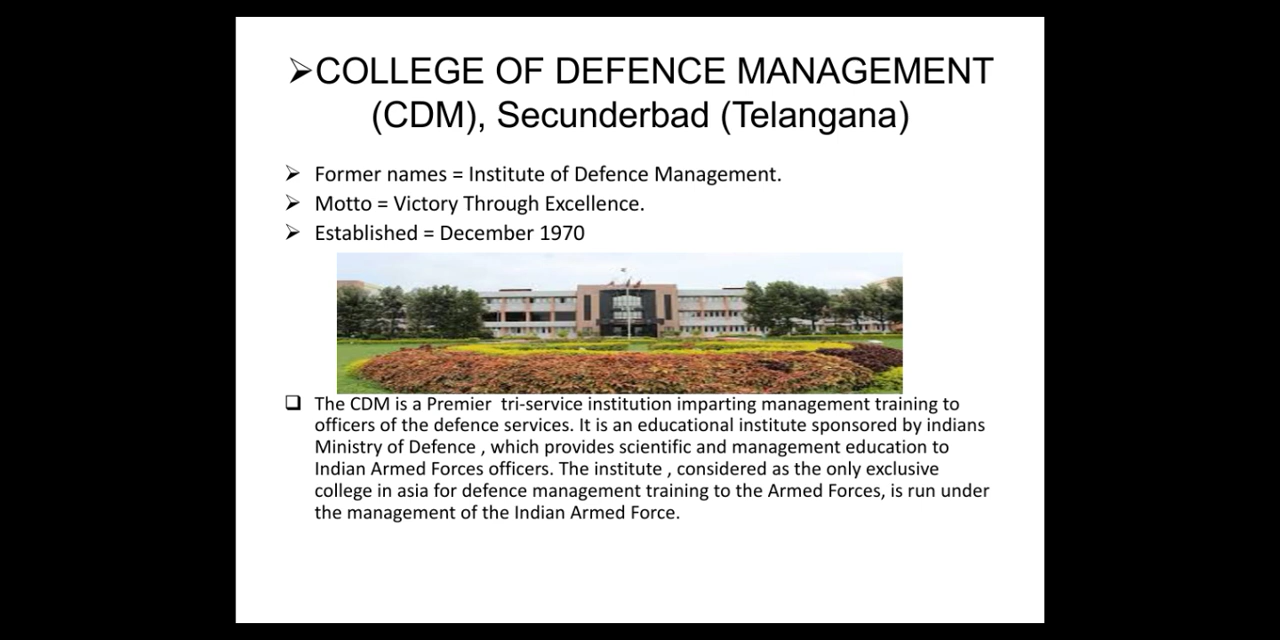 ➢COLLEGE OF DEFENCE MANAGEMENT
(CDM), Secunderbad (Telangana)
➢ Former names = Institute of Defence Management.
➢ Motto = Victory Through Excellence.
➢ Established = December 1970
❑ The CDM is a Premier tri-service institution imparting management training to
officers of the defence services. It is an educational institute sponsored by indians
Ministry of Defence , which provides scientific and management education to
Indian Armed Forces officers. The institute , considered as the only exclusive
college in asia for defence management training to the Armed Forces, is run under
the management of the Indian Armed Force.